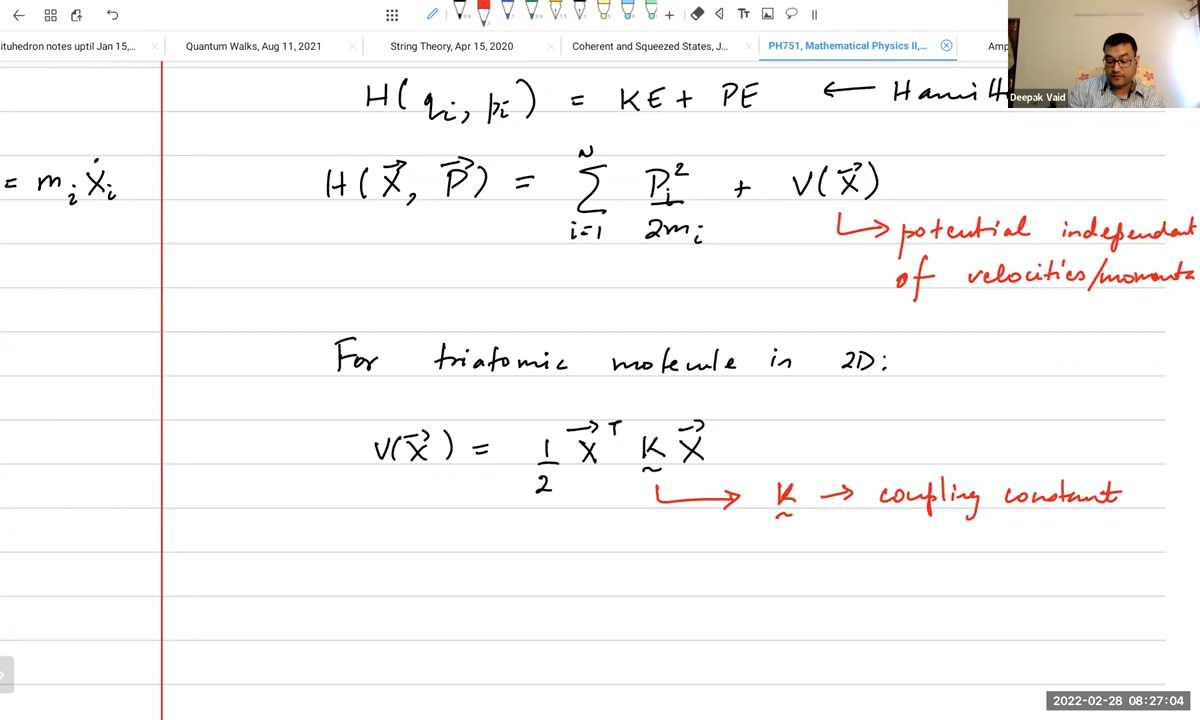 ituhedron notes uptil Jan 15,... Quantum Walks, Aug 11, 2021 String Theory, Apr 15, 2020 Coherent and Squeezed States, J... PH751, Mathematical Physics II,... Amp
Deepak Vaid
H(qᵢ, pᵢ) = KE + PE ← Hamilt
= mᵢẊᵢ H(X⃗, P⃗) = Σᵢ₌₁ᴺ Pᵢ²/2mᵢ + V(X⃗)
↳ potential independent
of velocities/momenta
For triatomic molecule in 2D:
V(X⃗) = 1/2 X⃗ᵀ K̰ X⃗
↳ K̰ → coupling constant
2022-02-28 08:27:04